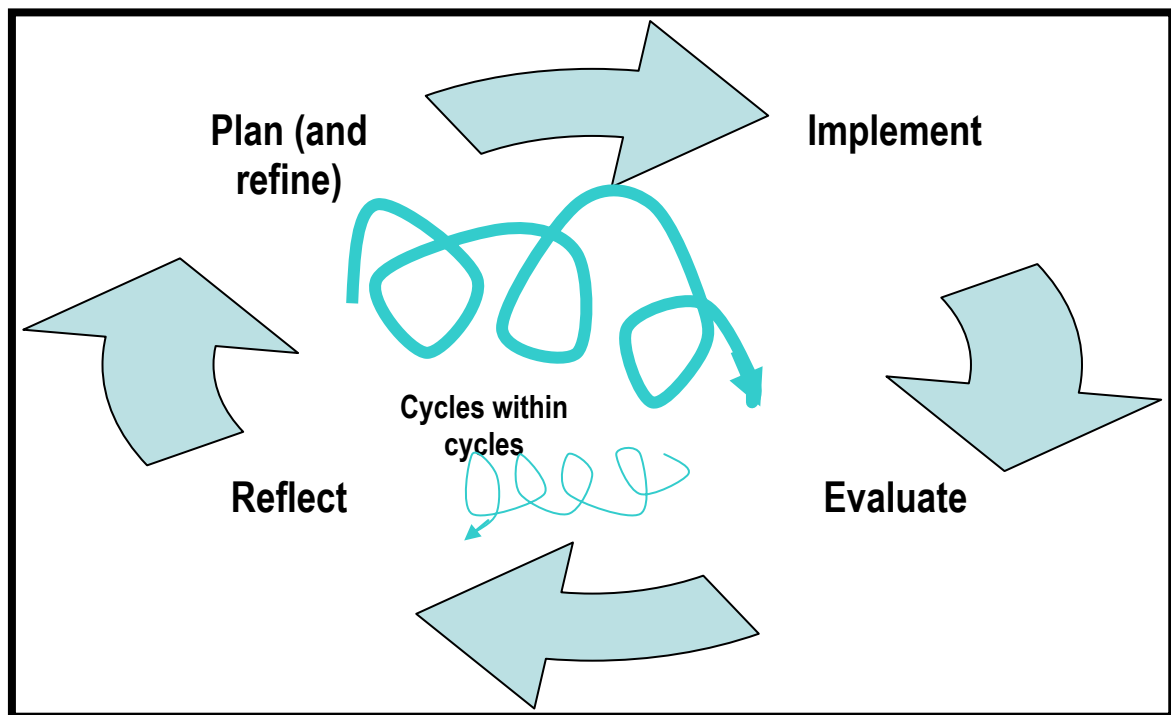 Plan (and
refine)
Implement
Cycles within
cycles
Reflect
Evaluate